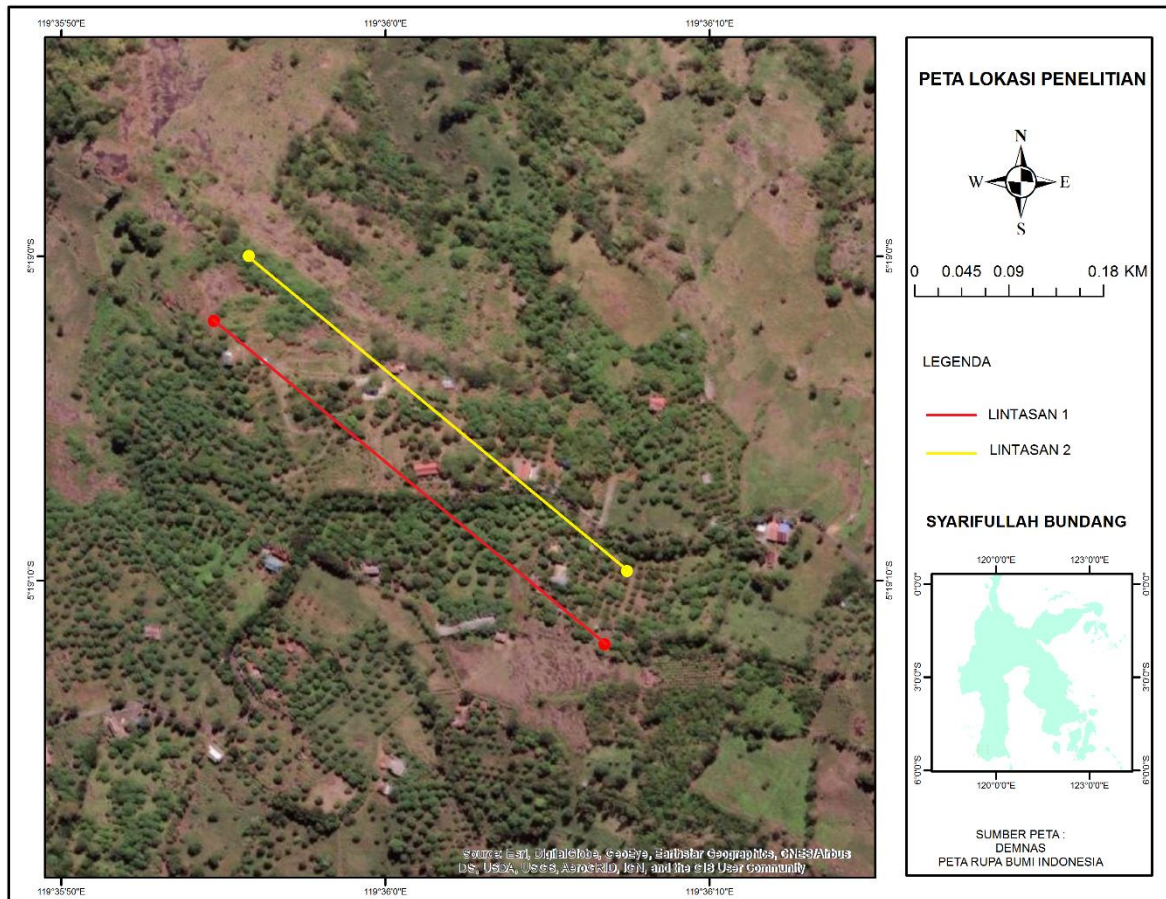 119°35'50"E 119°36'0"E 119°36'10"E
5°19'0"S
5°19'10"S
5°19'0"S
5°19'10"S
119°35'50"E 119°36'0"E 119°36'10"E
Source: Esri, DigitalGlobe, GeoEye, Earthstar Geographics, CNES/Airbus
DS, USDA, USGS, AeroGRID, IGN, and the GIS User Community
PETA LOKASI PENELITIAN
N
W E
S
0 0.045 0.09 0.18 KM
LEGENDA
LINTASAN 1
LINTASAN 2
SYARIFULLAH BUNDANG
120°0'0"E 123°0'0"E
0°0'0"
3°0'0"S
6°0'0"S
0°0'0"
3°0'0"S
6°0'0"S
120°0'0"E 123°0'0"E
SUMBER PETA :
DEMNAS
PETA RUPA BUMI INDONESIA